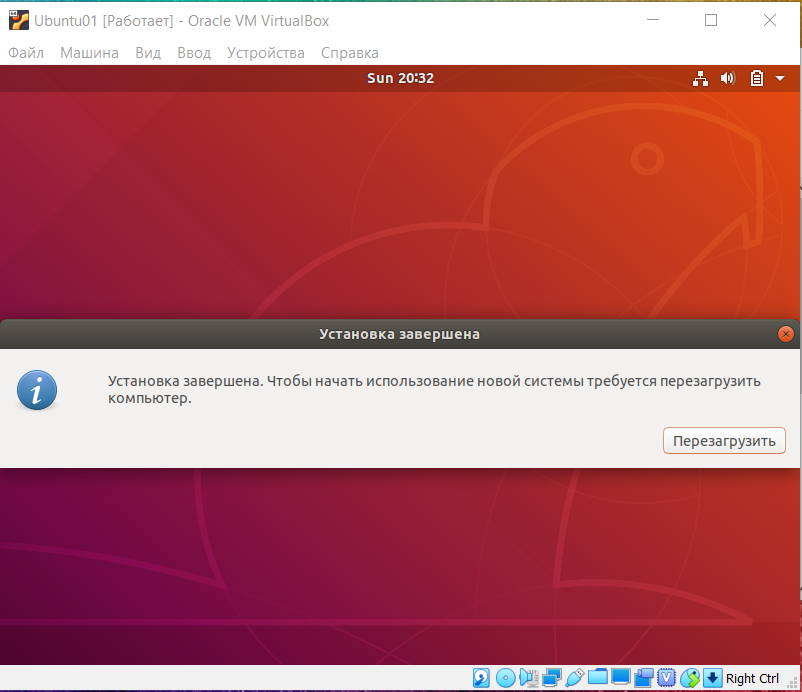 Ubuntu01 [Работает] - Oracle VM VirtualBox
Файл Машина Вид Ввод Устройства Справка
Sun 20:32
Установка завершена
Установка завершена. Чтобы начать использование новой системы требуется перезагрузить
компьютер.
Перезагрузить
Right Ctrl